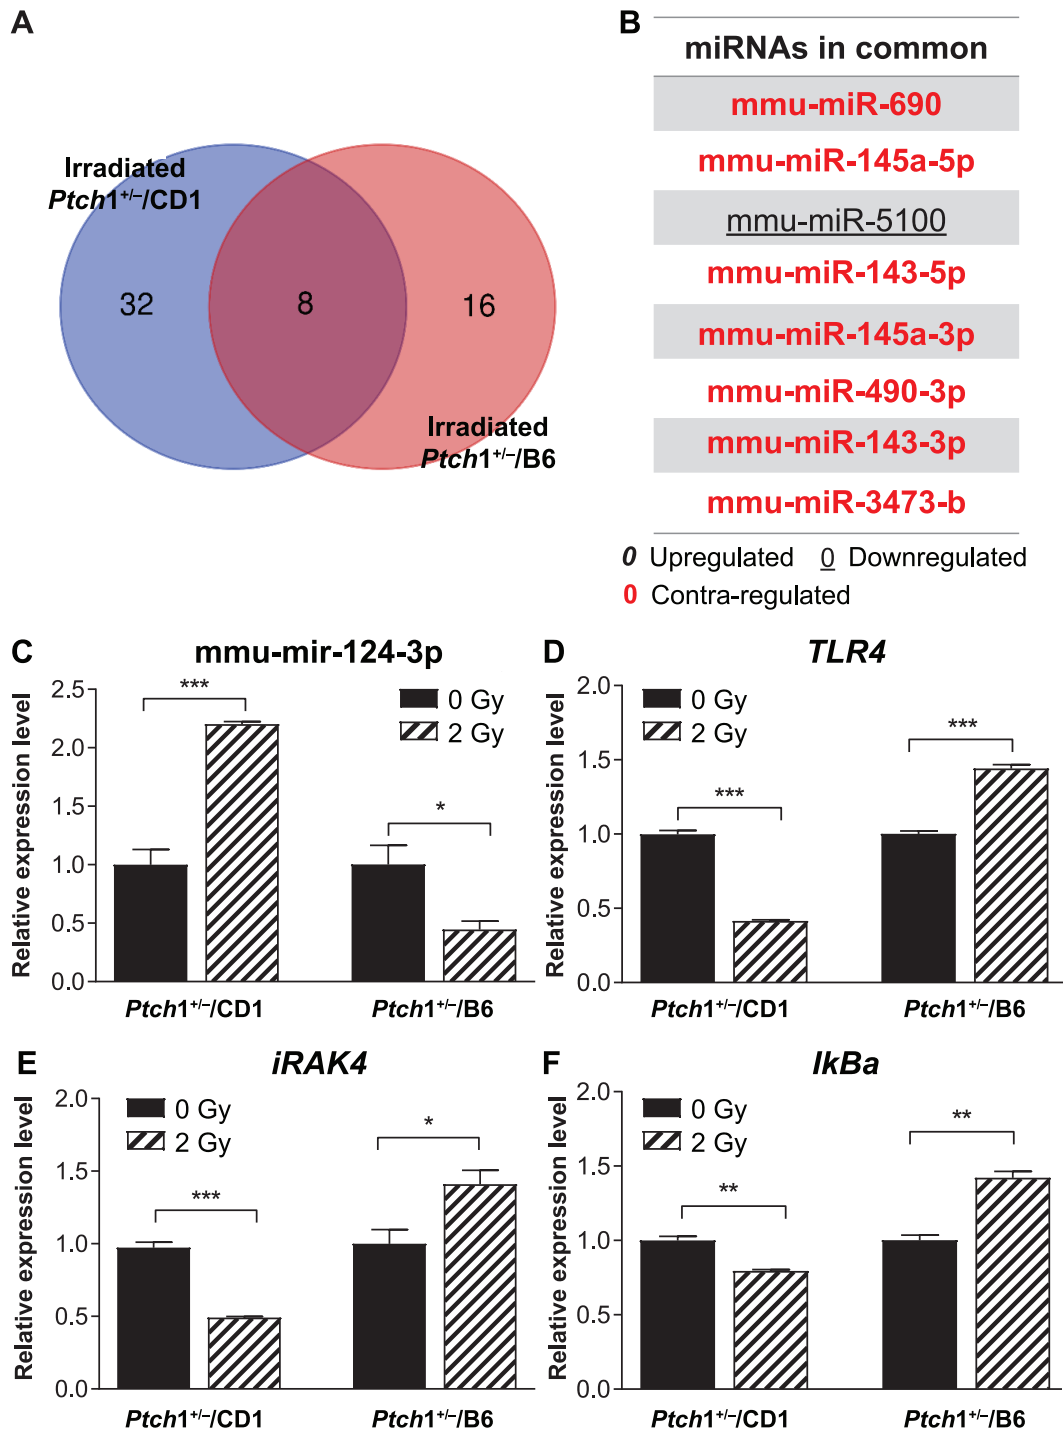 A
Irradiated
Ptch1+/–/CD1
32
8
16
Irradiated
Ptch1+/–/B6
B
miRNAs in common
mmu-miR-690
mmu-miR-145a-5p
mmu-miR-5100
mmu-miR-143-5p
mmu-miR-145a-3p
mmu-miR-490-3p
mmu-miR-143-3p
mmu-miR-3473-b
0 Upregulated 0 Downregulated
0 Contra-regulated
C
mmu-mir-124-3p
Relative expression level
2.5
2.0
1.5
1.0
0.5
0.0
***
*
0 Gy
2 Gy
Ptch1+/–/CD1
Ptch1+/–/B6
D
TLR4
Relative expression level
2.0
1.5
1.0
0.5
0.0
0 Gy
2 Gy
***
***
Ptch1+/–/CD1
Ptch1+/–/B6
E
iRAK4
Relative expression level
2.0
1.5
1.0
0.5
0.0
0 Gy
2 Gy
***
*
Ptch1+/–/CD1
Ptch1+/–/B6
F
IkBa
Relative expression level
2.0
1.5
1.0
0.5
0.0
0 Gy
2 Gy
**
**
Ptch1+/–/CD1
Ptch1+/–/B6